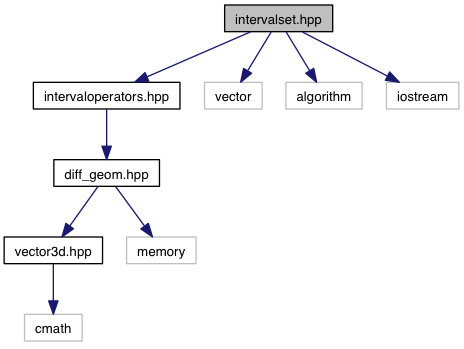 intervalset.hpp
intervaloperators.hpp
vector
algorithm
iostream
diff_geom.hpp
vector3d.hpp
memory
cmath